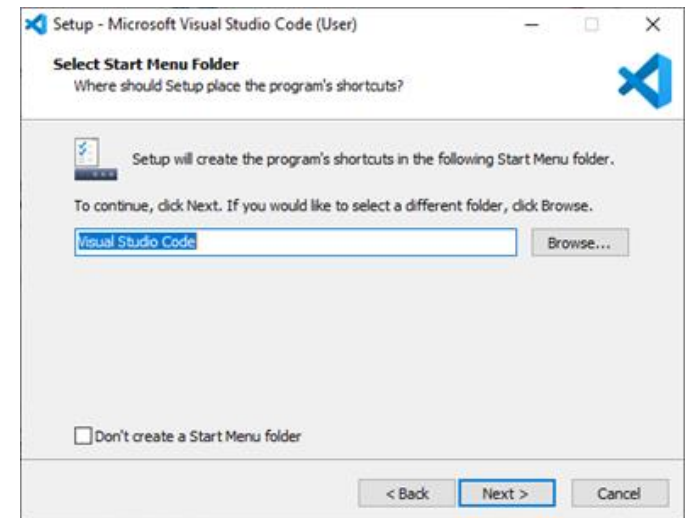 Setup - Microsoft Visual Studio Code (User)
Select Start Menu Folder
Where should Setup place the program's shortcuts?
Setup will create the program's shortcuts in the following Start Menu folder.
To continue, click Next. If you would like to select a different folder, click Browse.
Visual Studio Code
Browse...
Don't create a Start Menu folder
< Back
Next >
Cancel